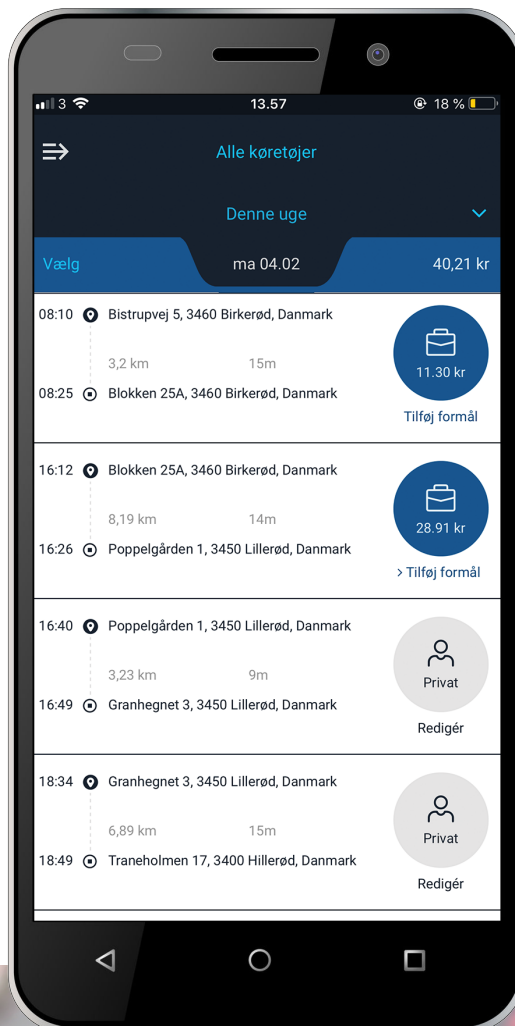 3 13.57 18 %
Alle køretøjer
Denne uge
Vælg ma 04.02 40,21 kr
08:10 Bistrupvej 5, 3460 Birkerød, Danmark
3,2 km 15m
11.30 kr
08:25 Blokken 25A, 3460 Birkerød, Danmark
Tilføj formål
16:12 Blokken 25A, 3460 Birkerød, Danmark
8,19 km 14m
28.91 kr
16:26 Poppelgården 1, 3450 Lillerød, Danmark
> Tilføj formål
16:40 Poppelgården 1, 3450 Lillerød, Danmark
3,23 km 9m
Privat
16:49 Granhegnet 3, 3450 Lillerød, Danmark
Redigér
18:34 Granhegnet 3, 3450 Lillerød, Danmark
6,89 km 15m
Privat
18:49 Traneholmen 17, 3400 Hillerød, Danmark
Redigér